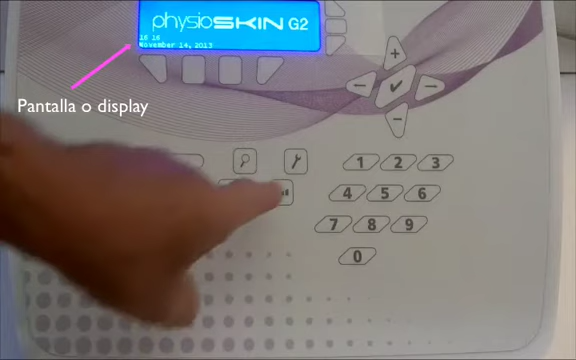 physioSKIN G2
16 16
November 14, 2013
Pantalla o display
+
-
1 2 3
4 5 6
7 8 9
0